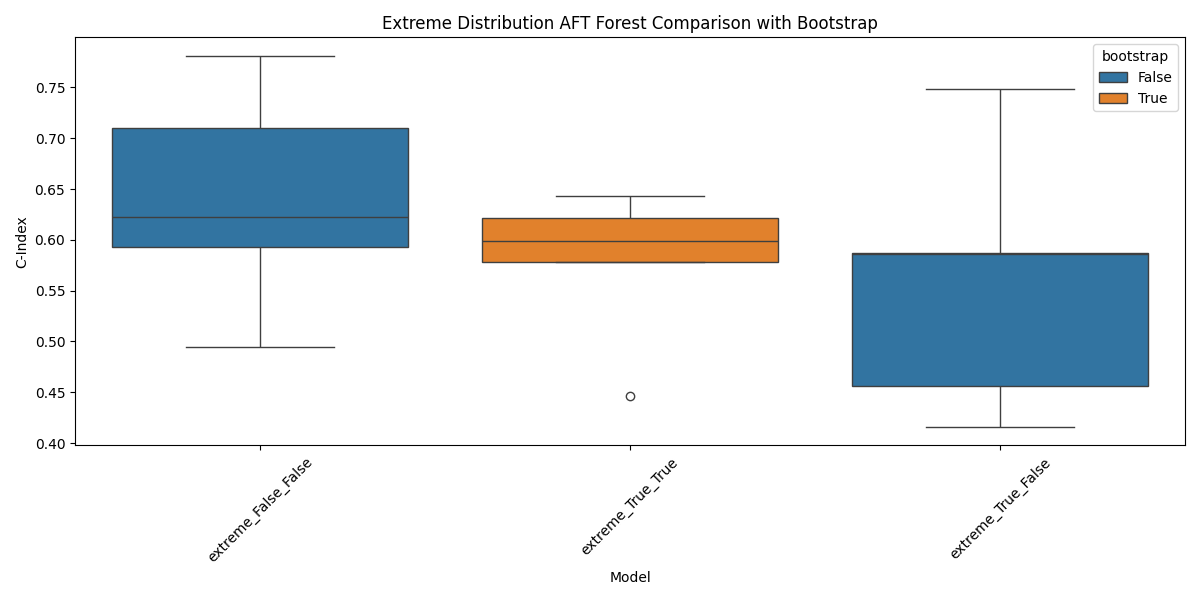 Extreme Distribution AFT Forest Comparison with Bootstrap
bootstrap
False
True
C-Index
0.75
0.70
0.65
0.60
0.55
0.50
0.45
0.40
extreme_False_False
extreme_True_True
extreme_True_False
Model